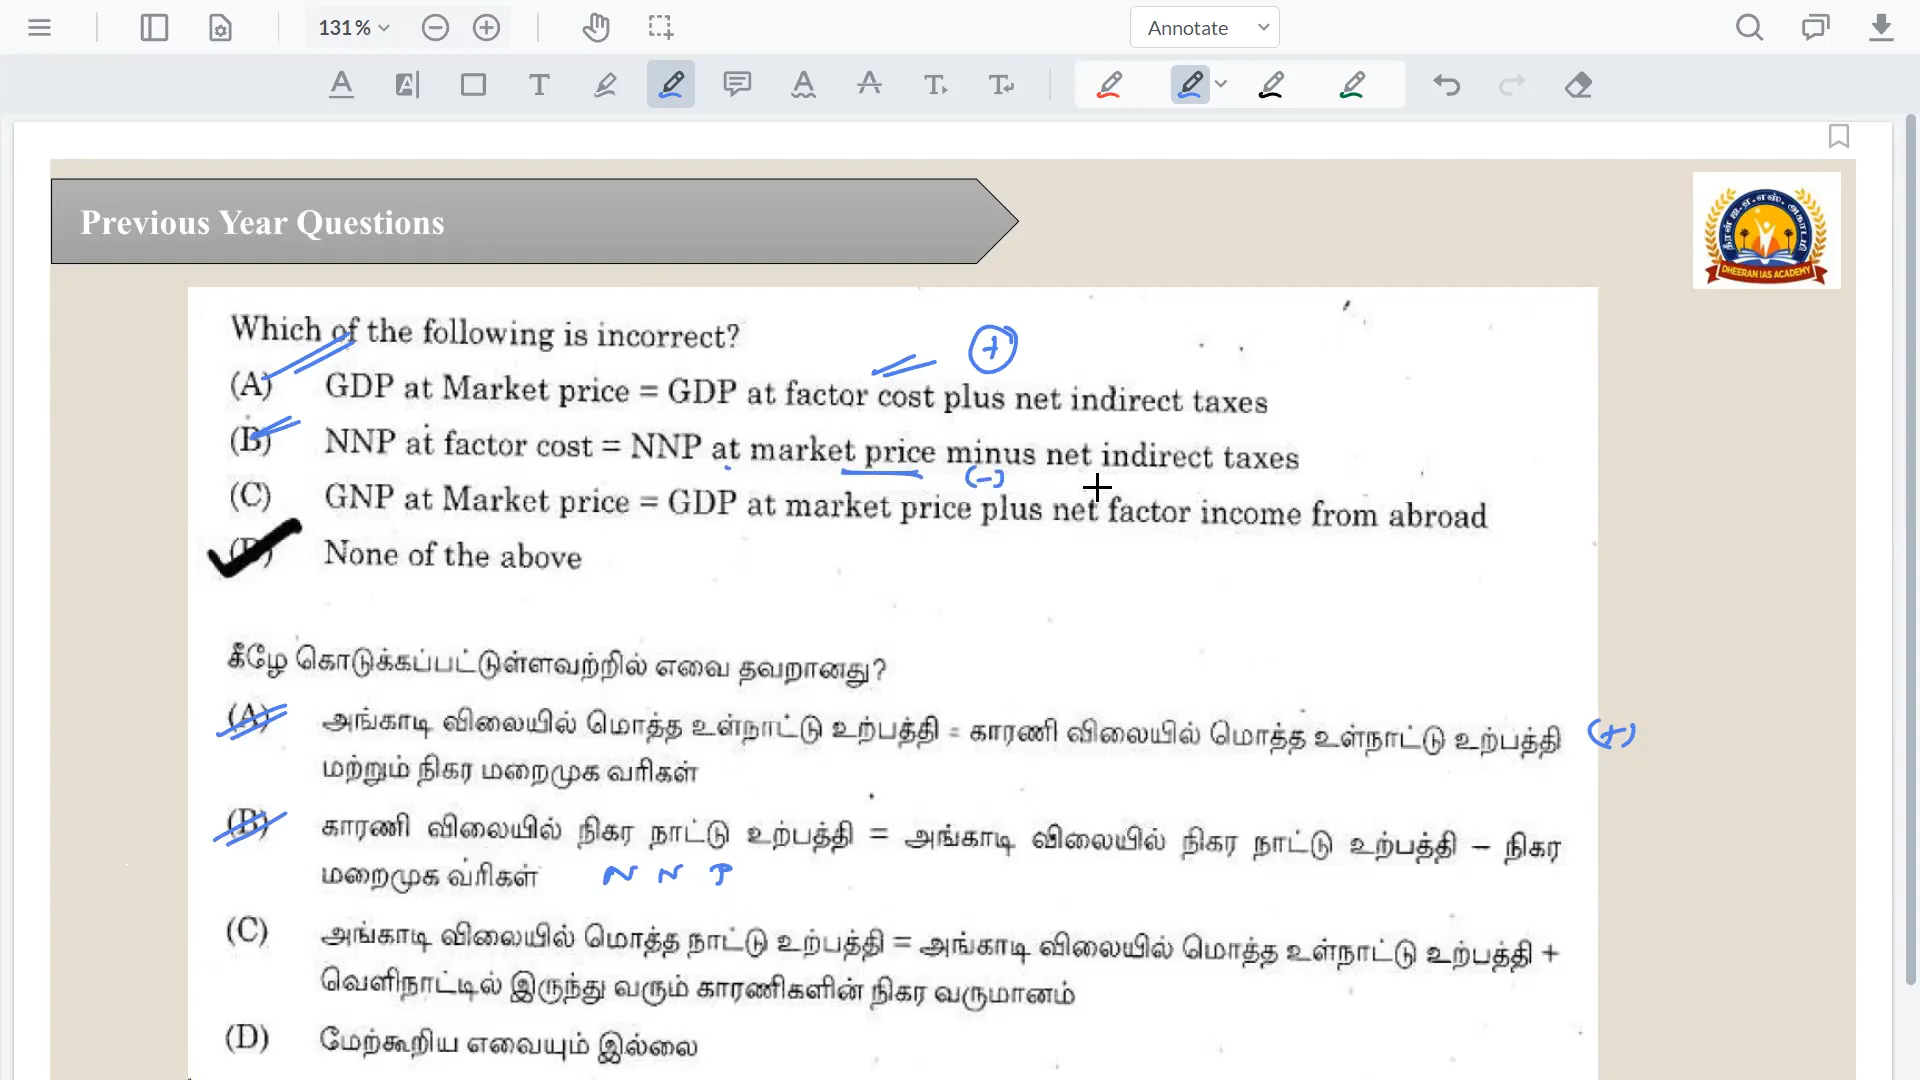 131%
Annotate
Previous Year Questions
DHEERAN IAS ACADEMY
Which of the following is incorrect?
(A) GDP at Market price = GDP at factor cost plus net indirect taxes
(+)
(B) NNP at factor cost = NNP at market price minus net indirect taxes
(-)
(C) GNP at Market price = GDP at market price plus net factor income from abroad
(D) None of the above
கீழே கொடுக்கப்பட்டுள்ளவற்றில் எவை தவறானது?
(A) அங்காடி விலையில் மொத்த உள்நாட்டு உற்பத்தி = காரணி விலையில் மொத்த உள்நாட்டு உற்பத்தி (+)
மற்றும் நிகர மறைமுக வரிகள்
(B) காரணி விலையில் நிகர நாட்டு உற்பத்தி = அங்காடி விலையில் நிகர நாட்டு உற்பத்தி – நிகர
மறைமுக வரிகள் N N P
(C) அங்காடி விலையில் மொத்த நாட்டு உற்பத்தி = அங்காடி விலையில் மொத்த உள்நாட்டு உற்பத்தி +
வெளிநாட்டில் இருந்து வரும் காரணிகளின் நிகர வருமானம்
(D) மேற்கூறிய எவையும் இல்லை